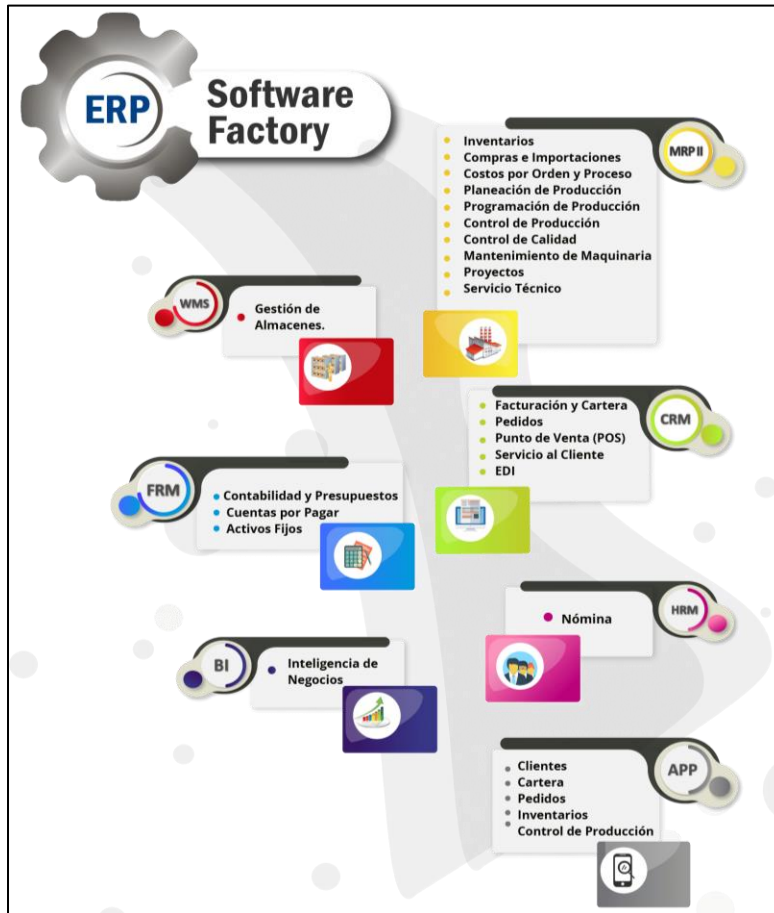 ERP
Software
Factory
MRP II
Inventarios
Compras e Importaciones
Costos por Orden y Proceso
Planeación de Producción
Programación de Producción
Control de Producción
Control de Calidad
Mantenimiento de Maquinaria
Proyectos
Servicio Técnico
WMS
Gestión de
Almacenes.
CRM
Facturación y Cartera
Pedidos
Punto de Venta (POS)
Servicio al Cliente
EDI
FRM
Contabilidad y Presupuestos
Cuentas por Pagar
Activos Fijos
HRM
Nómina
BI
Inteligencia de
Negocios
APP
Clientes
Cartera
Pedidos
Inventarios
Control de Producción